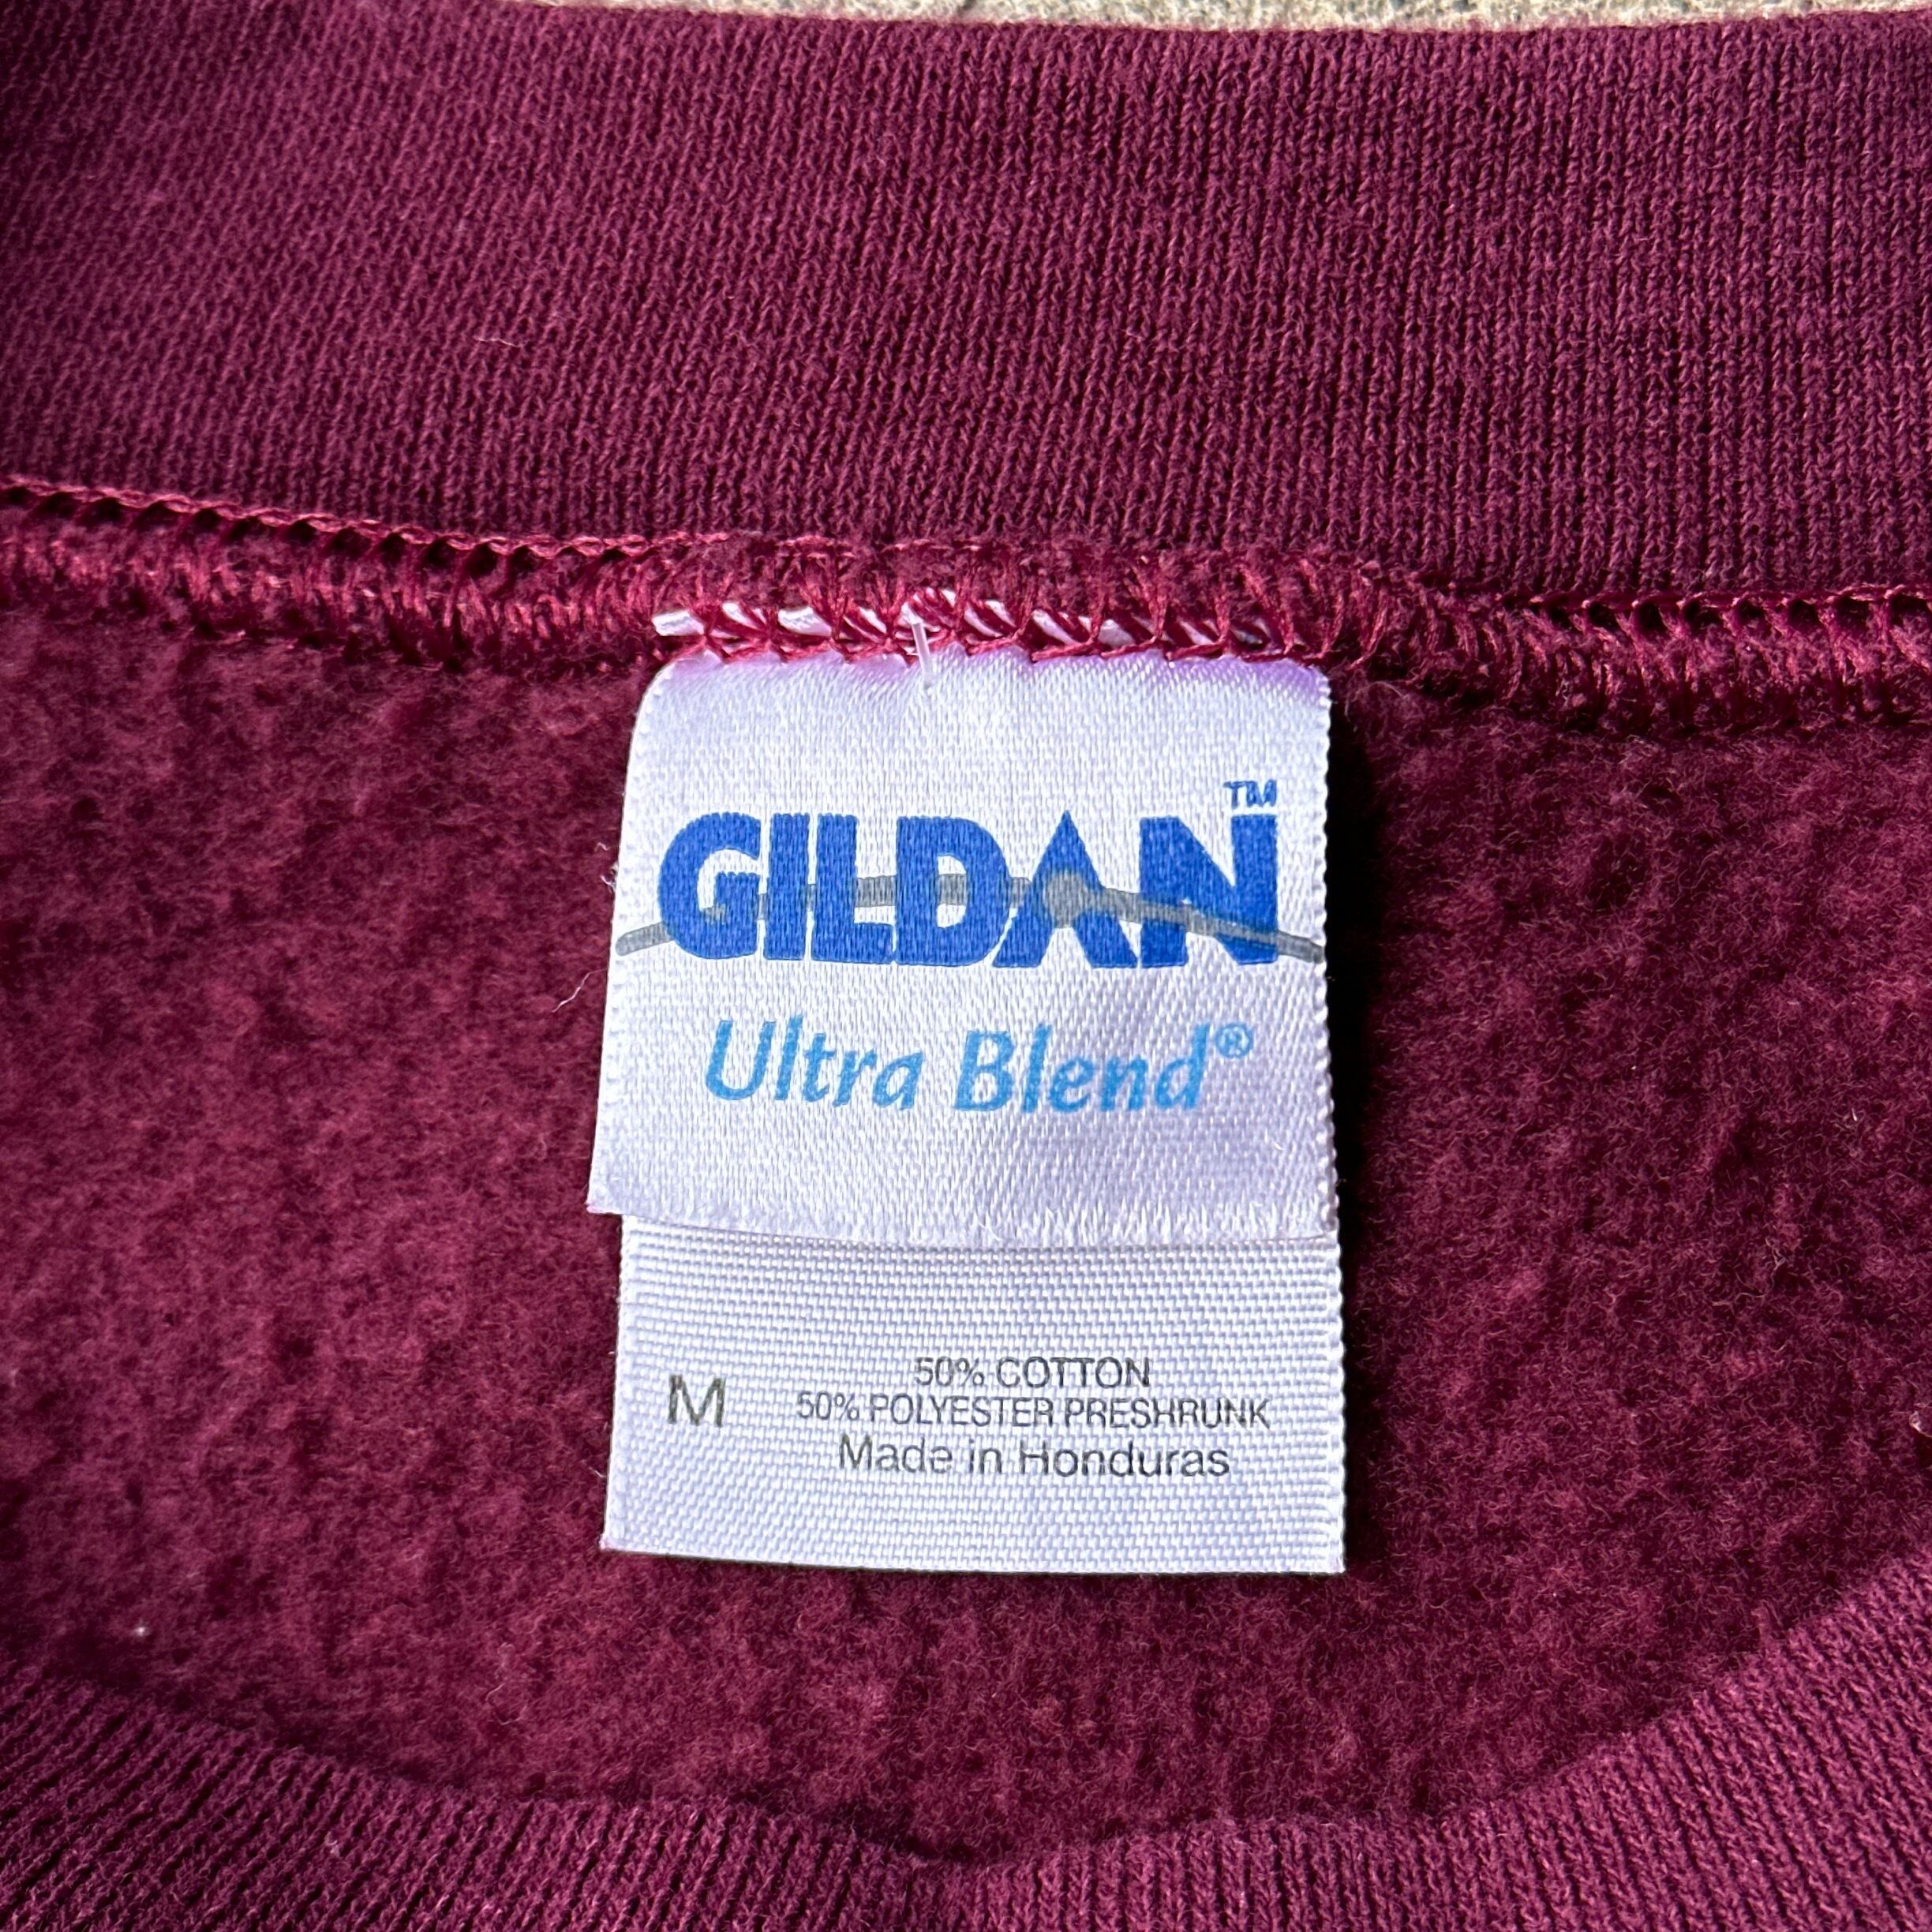 GILDAN™
Ultra Blend®
50% COTTON
M 50% POLYESTER PRESHRUNK
Made in Honduras